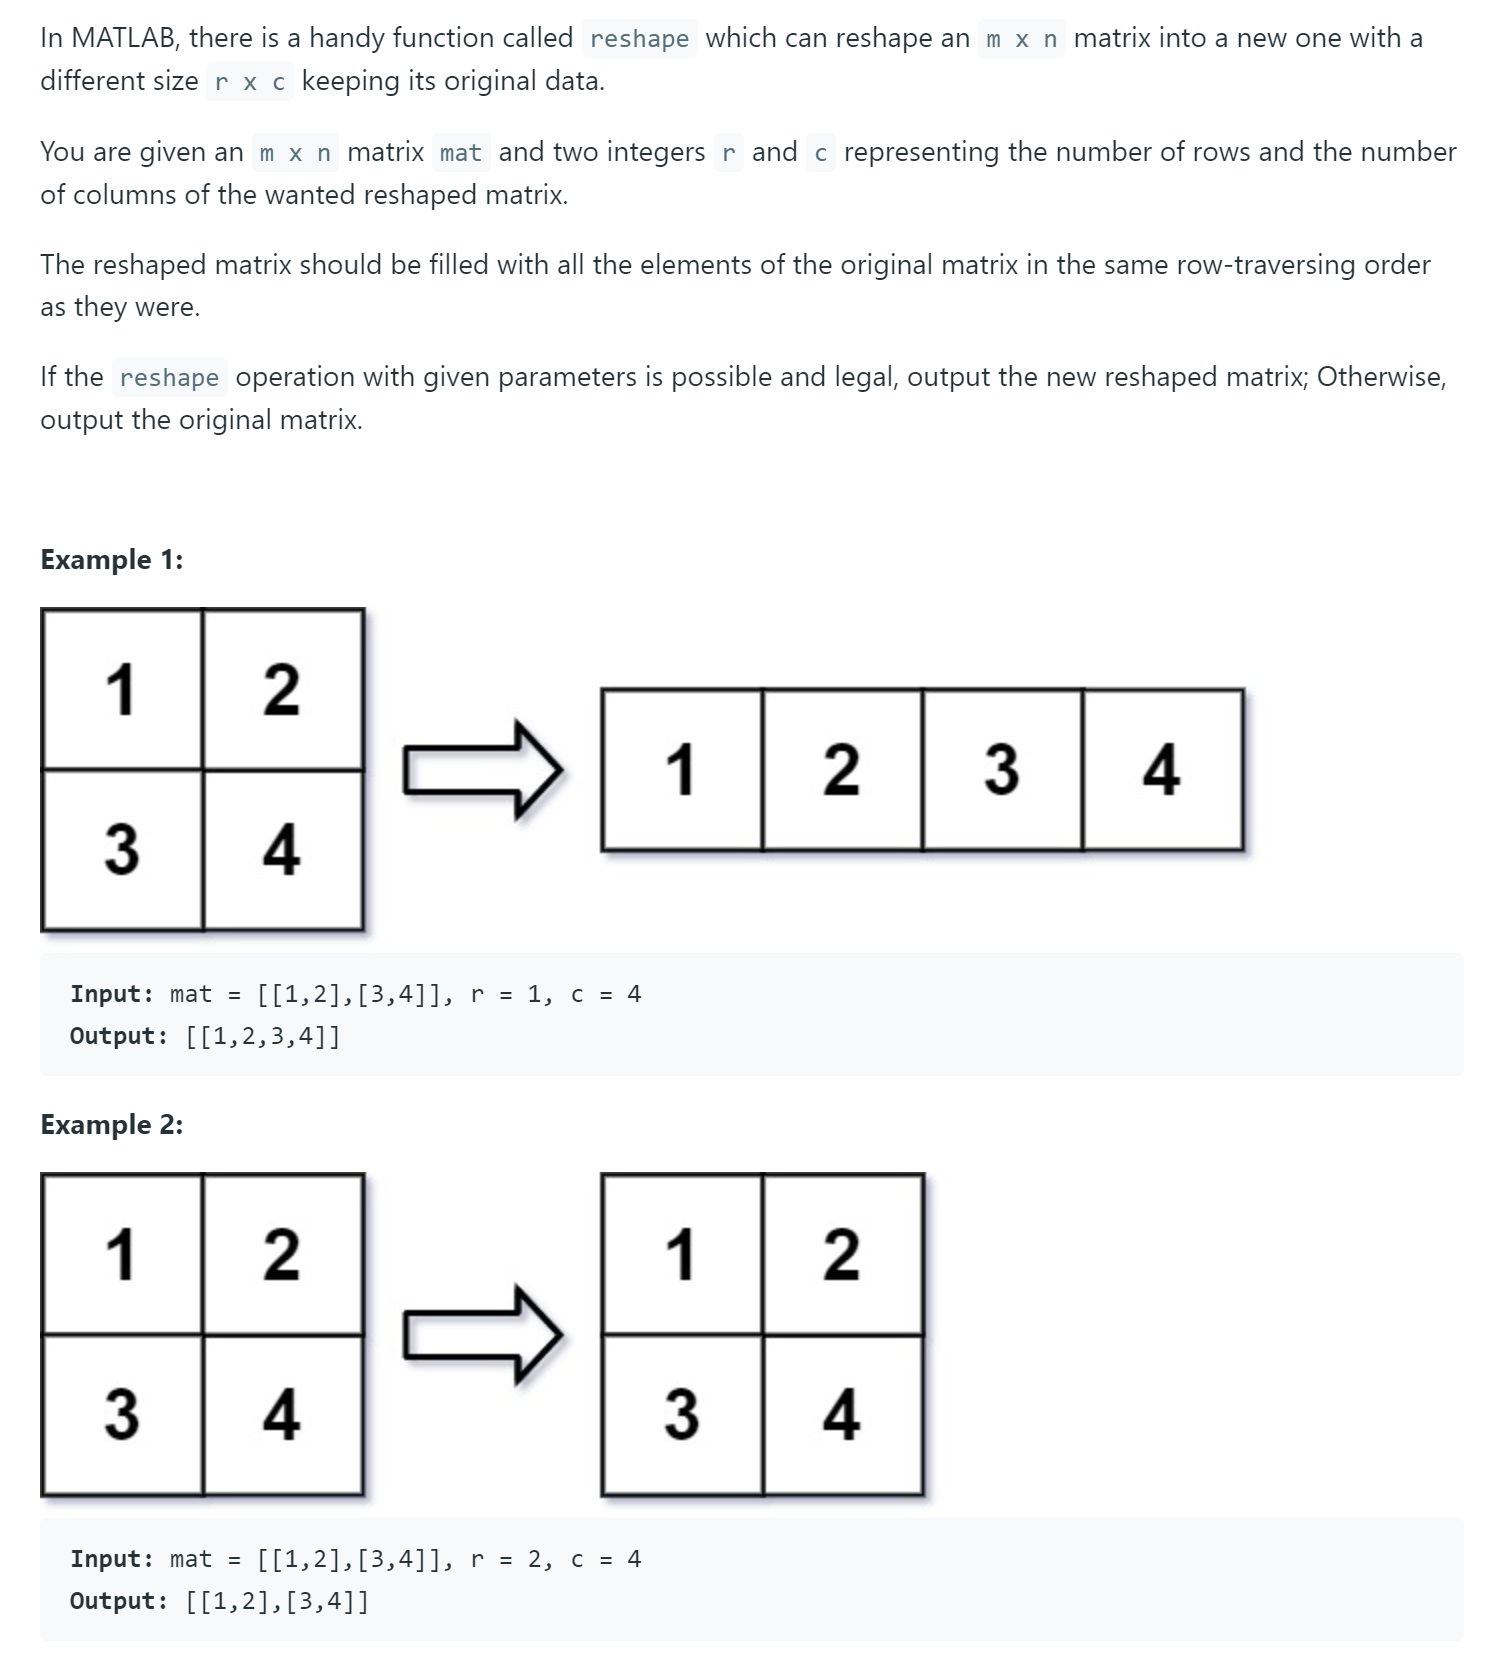 In MATLAB, there is a handy function called reshape which can reshape an m x n matrix into a new one with a
different size r x c keeping its original data.
You are given an m x n matrix mat and two integers r and c representing the number of rows and the number
of columns of the wanted reshaped matrix.
The reshaped matrix should be filled with all the elements of the original matrix in the same row-traversing order
as they were.
If the reshape operation with given parameters is possible and legal, output the new reshaped matrix; Otherwise,
output the original matrix.
Example 1:
1 2
3 4
1 2 3 4
Input: mat = [[1,2],[3,4]], r = 1, c = 4
Output: [[1,2,3,4]]
Example 2:
1 2
3 4
1 2
3 4
Input: mat = [[1,2],[3,4]], r = 2, c = 4
Output: [[1,2],[3,4]]